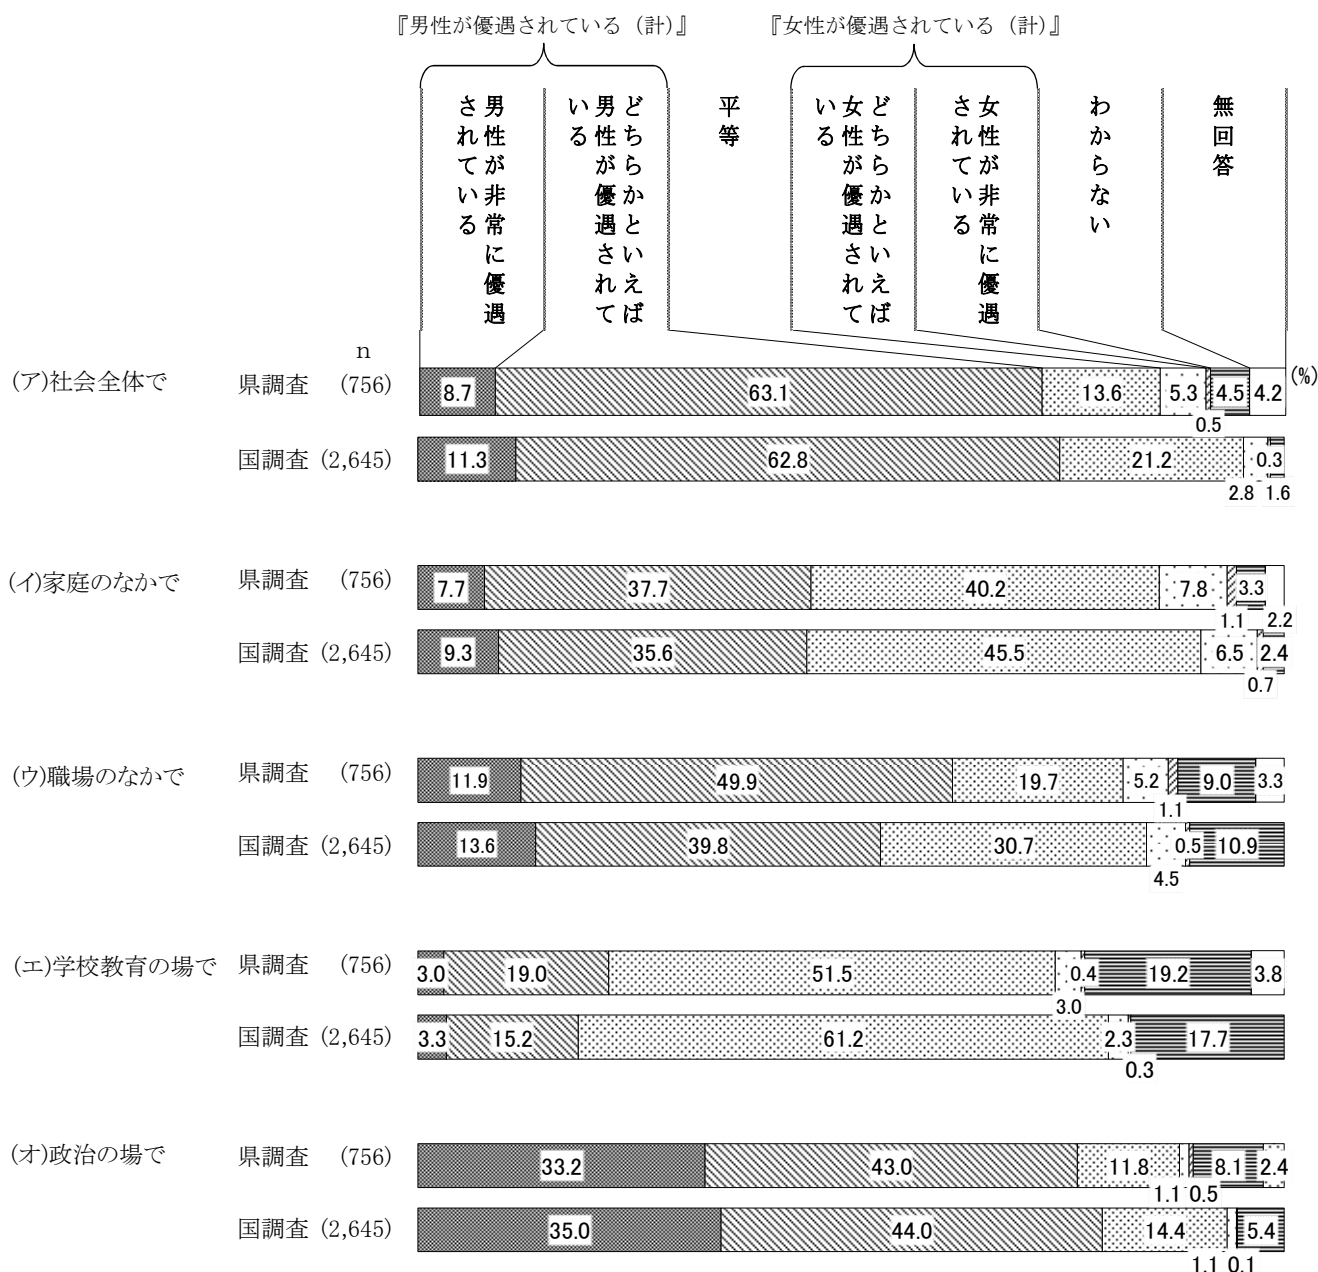 『男性が優遇されている（計）』
『女性が優遇されている（計）』
男性が非常に優遇
されている
どちらかといえば
男性が優遇されて
いる
平等
どちらかといえば
女性が優遇されて
いる
女性が非常に優遇
されている
わからない
無回答
n
(%)
(ア)社会全体で
県調査 (756)
8.7 63.1 13.6 5.3 4.5 4.2
0.5
国調査 (2,645)
11.3 62.8 21.2 0.3
2.8 1.6
(イ)家庭のなかで
県調査 (756)
7.7 37.7 40.2 7.8 3.3
1.1 2.2
国調査 (2,645)
9.3 35.6 45.5 6.5 2.4
0.7
(ウ)職場のなかで
県調査 (756)
11.9 49.9 19.7 5.2 9.0 3.3
1.1
国調査 (2,645)
13.6 39.8 30.7 0.5 10.9
4.5
(エ)学校教育の場で
県調査 (756)
3.0 19.0 51.5 0.4 19.2 3.8
3.0
国調査 (2,645)
3.3 15.2 61.2 2.3 17.7
0.3
(オ)政治の場で
県調査 (756)
33.2 43.0 11.8 8.1 2.4
1.1 0.5
国調査 (2,645)
35.0 44.0 14.4 5.4
1.1 0.1